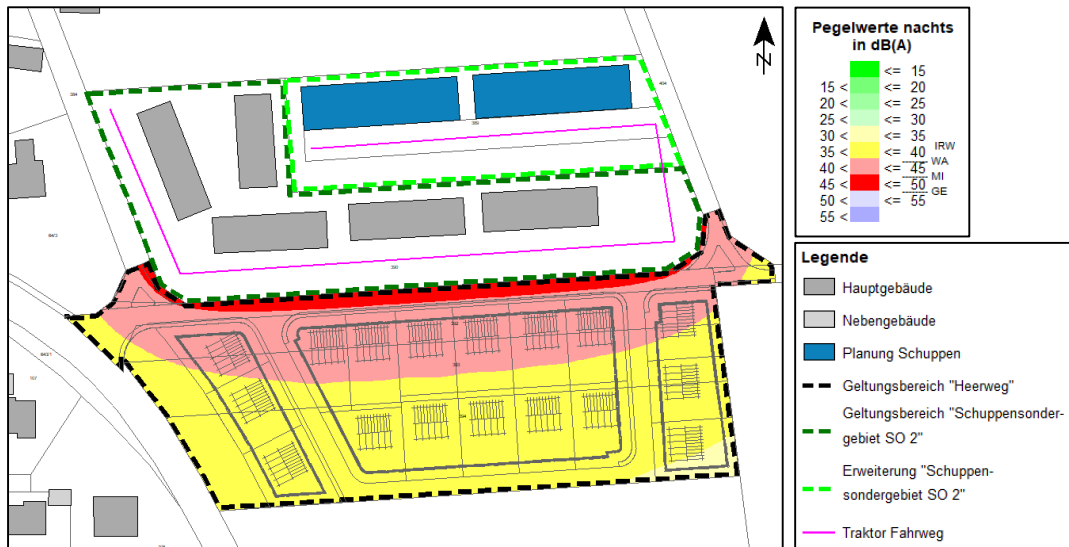 N
Pegelwerte nachts
in dB(A)
<= 15
15 < <= 20
20 < <= 25
25 < <= 30
30 < <= 35
35 < <= 40 IRW
40 < <= 45 WA
45 < <= 50 MI
50 < <= 55 GE
55 <
Legende
Hauptgebäude
Nebengebäude
Planung Schuppen
Geltungsbereich "Heerweg"
Geltungsbereich "Schuppensonder-
gebiet SO 2"
Erweiterung "Schuppen-
sondergebiet SO 2"
Traktor Fahrweg